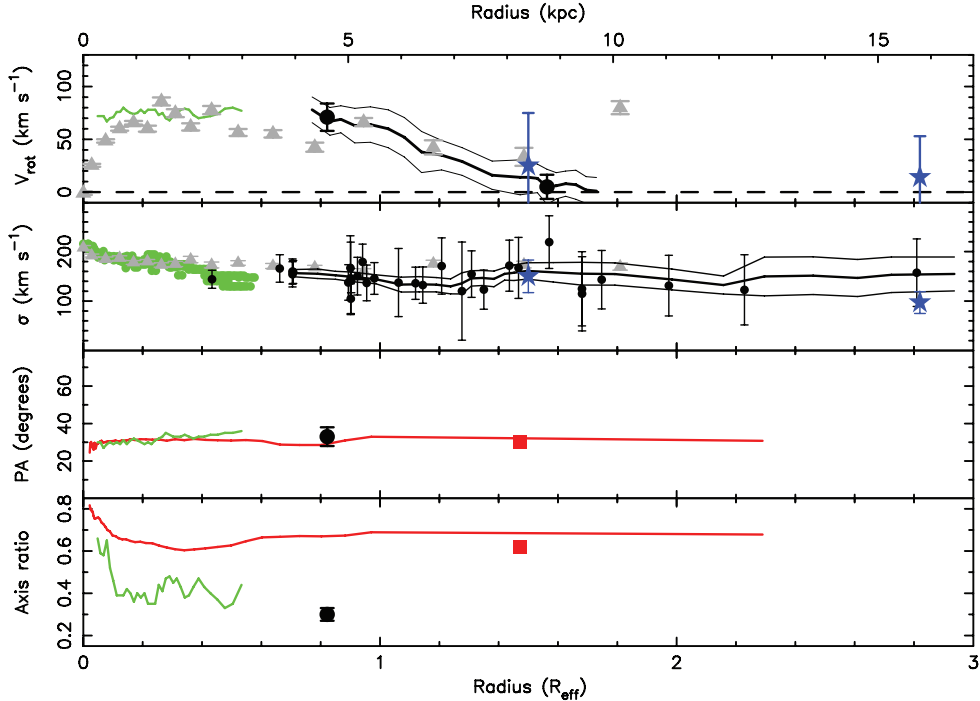 Radius (kpc)
0 5 10 15
V_rot (km s⁻¹)
100
50
0
σ (km s⁻¹)
200
100
PA (degrees)
60
40
20
Axis ratio
0.8
0.6
0.4
0.2
0 1 2 3
Radius (R_eff)